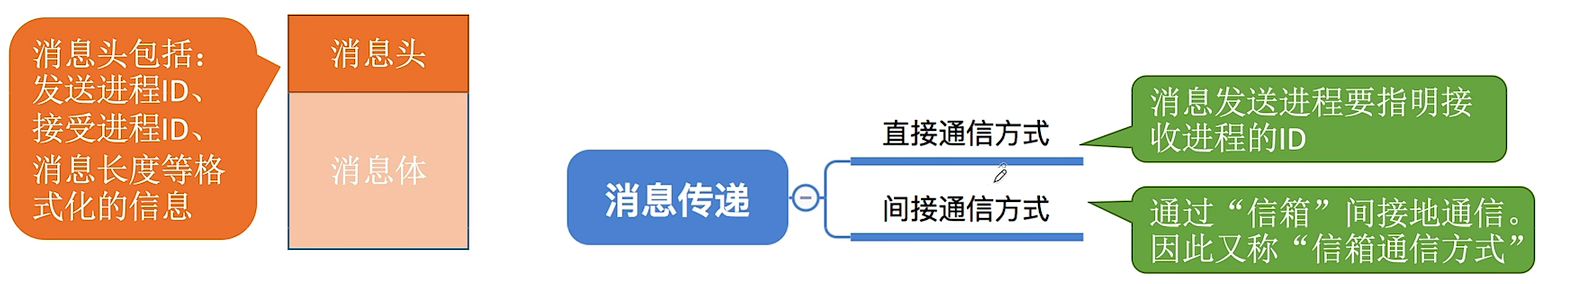 消息头包括：
发送进程ID、
接受进程ID、
消息长度等格
式化的信息
消息头
消息体
消息传递
直接通信方式
间接通信方式
消息发送进程要指明接
收进程的ID
通过“信箱”间接地通信。
因此又称“信箱通信方式”